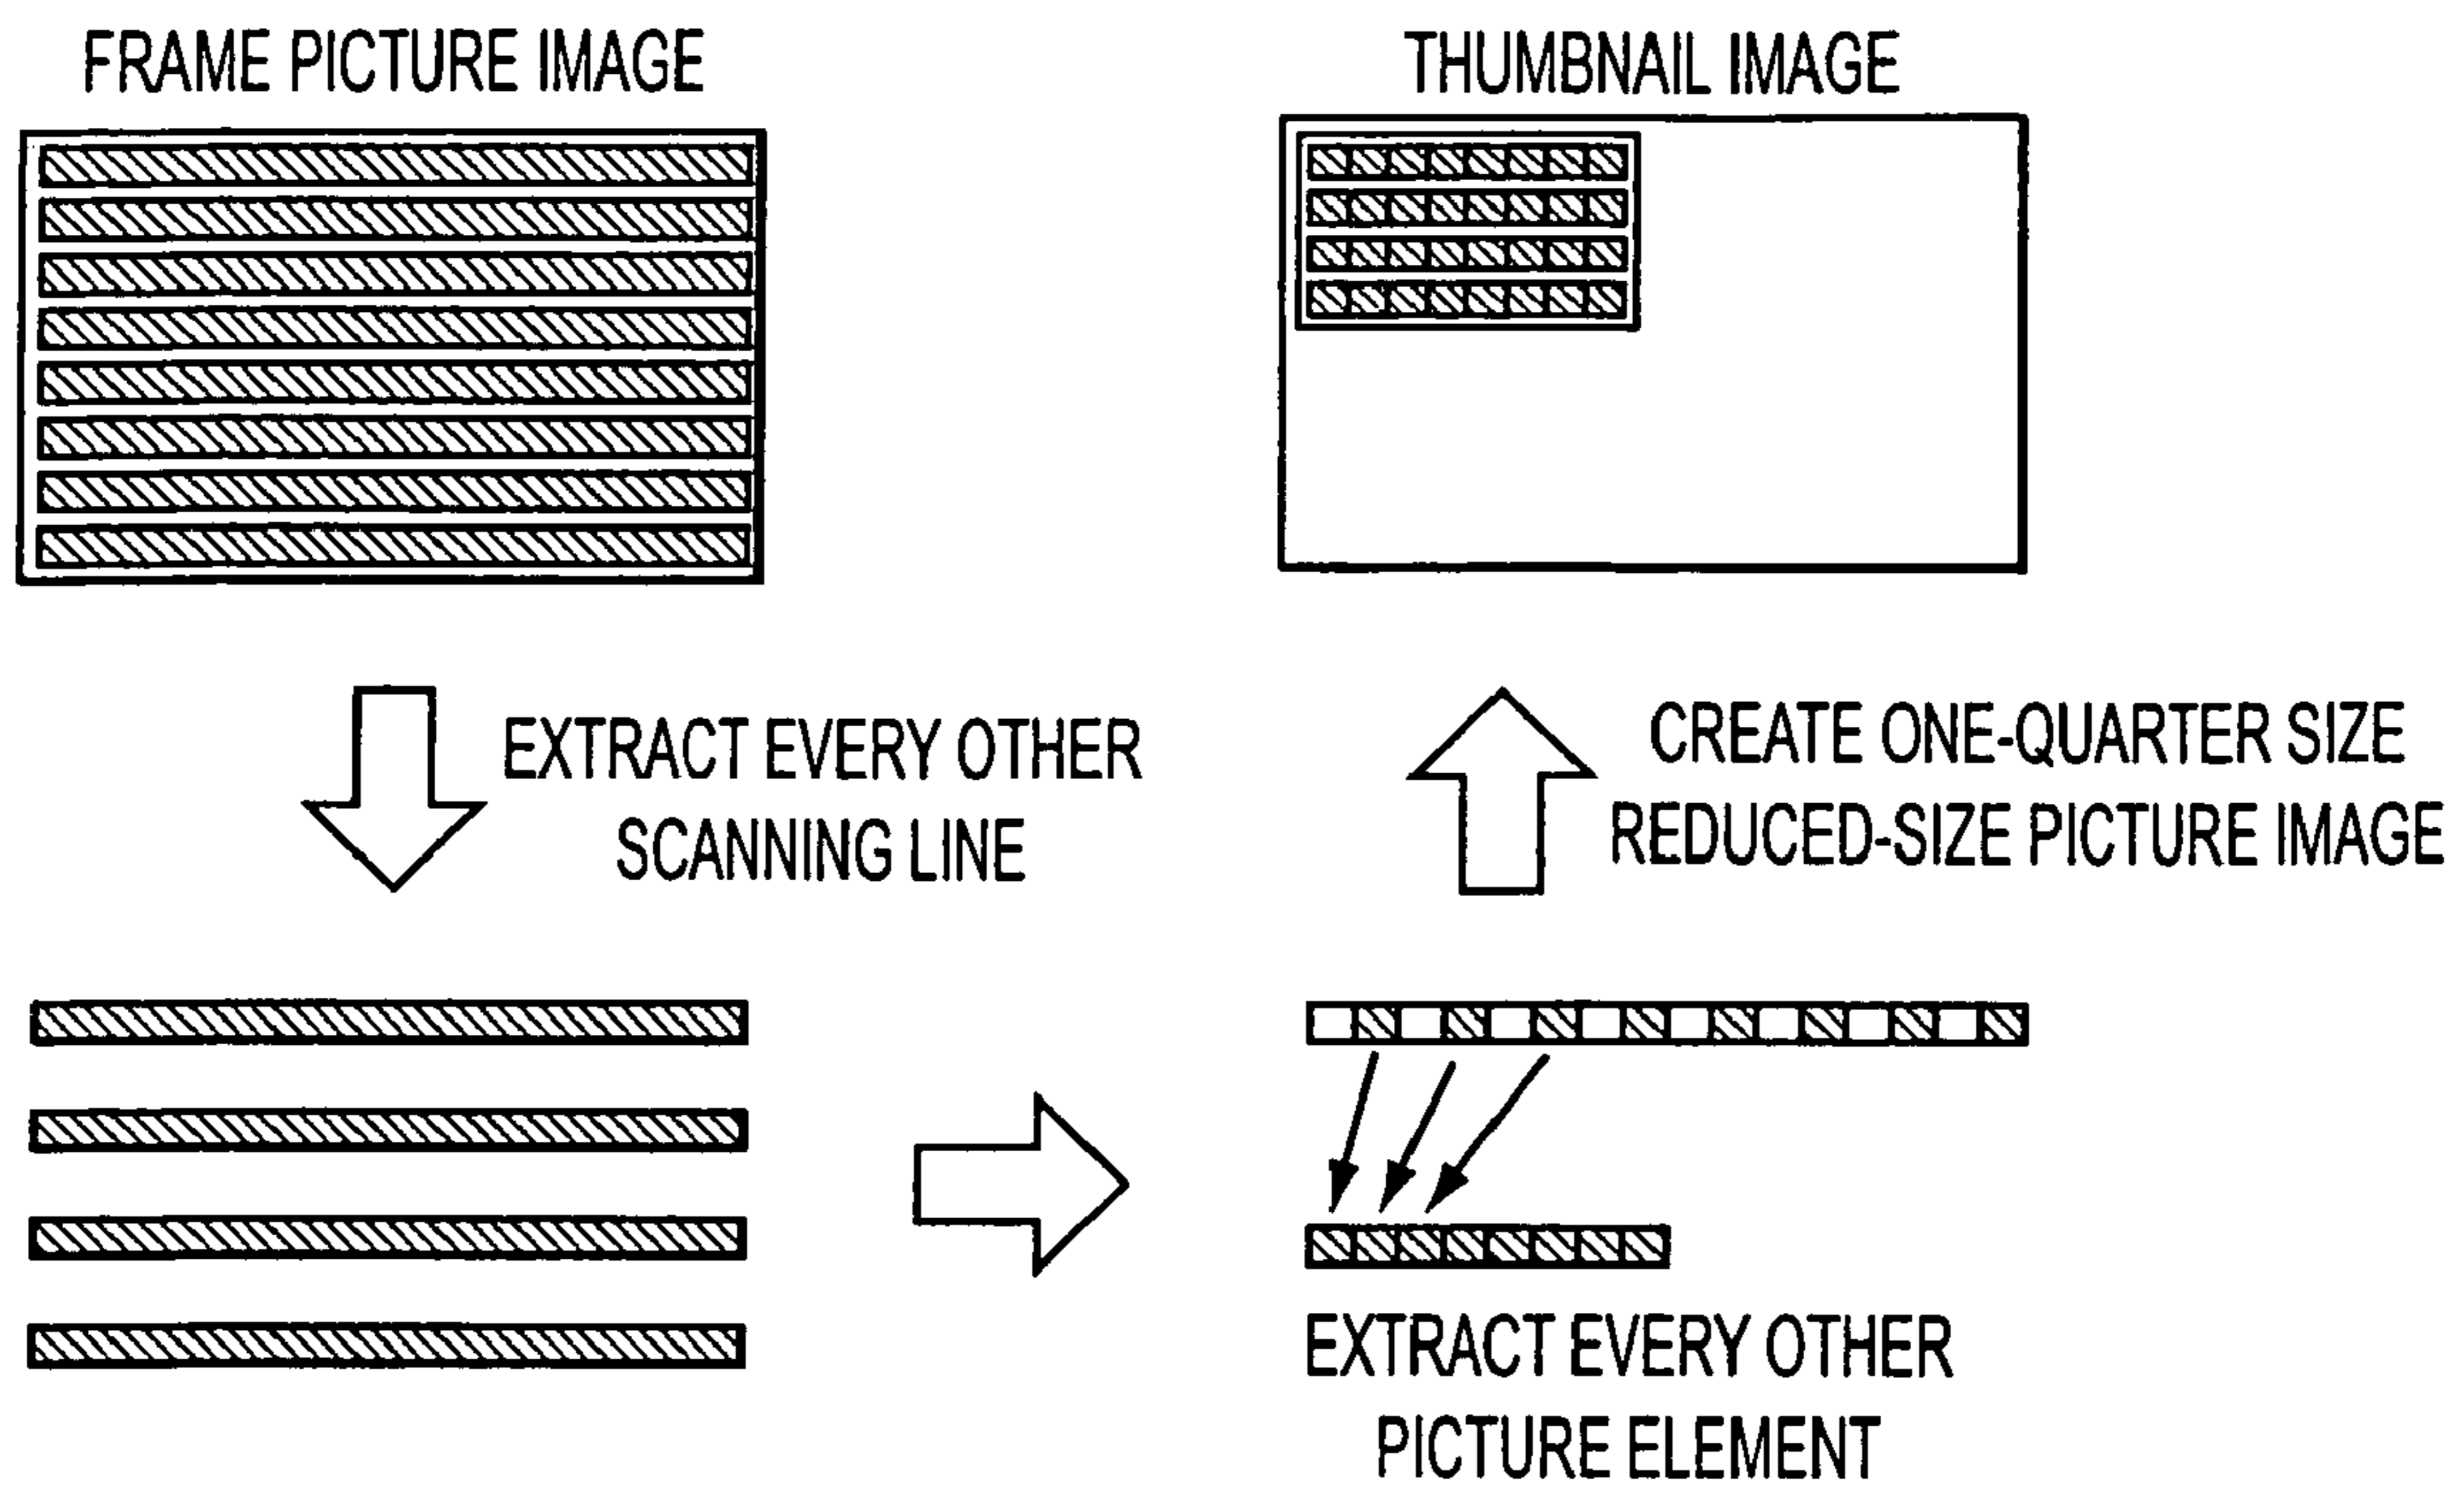 FRAME PICTURE IMAGE
THUMBNAIL IMAGE
EXTRACT EVERY OTHER
SCANNING LINE
CREATE ONE-QUARTER SIZE
REDUCED-SIZE PICTURE IMAGE
EXTRACT EVERY OTHER
PICTURE ELEMENT